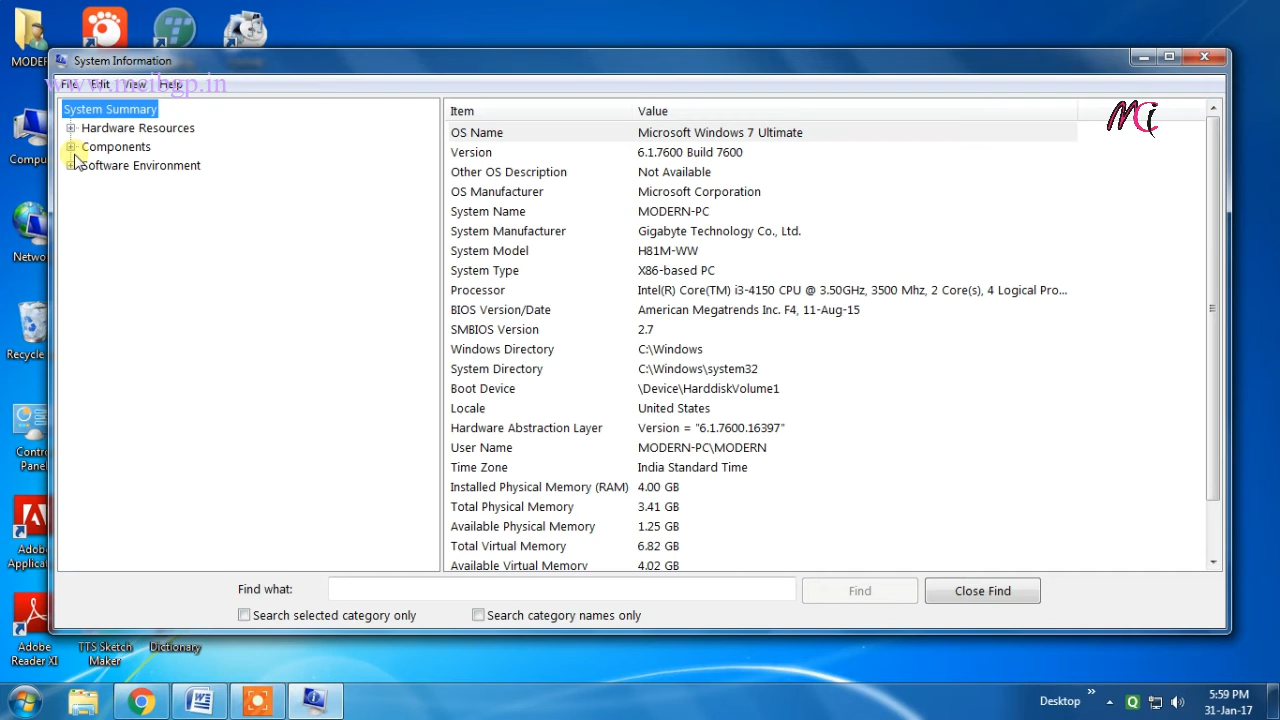 MODER
System Information
File Edit View Help
www.mcibgp.in
System Summary
Hardware Resources
Components
Software Environment
Item Value
OS Name Microsoft Windows 7 Ultimate
Version 6.1.7600 Build 7600
Other OS Description Not Available
OS Manufacturer Microsoft Corporation
System Name MODERN-PC
System Manufacturer Gigabyte Technology Co., Ltd.
System Model H81M-WW
System Type X86-based PC
Processor Intel(R) Core(TM) i3-4150 CPU @ 3.50GHz, 3500 Mhz, 2 Core(s), 4 Logical Pro...
BIOS Version/Date American Megatrends Inc. F4, 11-Aug-15
SMBIOS Version 2.7
Windows Directory C:\Windows
System Directory C:\Windows\system32
Boot Device \Device\HarddiskVolume1
Locale United States
Hardware Abstraction Layer Version = "6.1.7600.16397"
User Name MODERN-PC\MODERN
Time Zone India Standard Time
Installed Physical Memory (RAM) 4.00 GB
Total Physical Memory 3.41 GB
Available Physical Memory 1.25 GB
Total Virtual Memory 6.82 GB
Available Virtual Memory 4.02 GB
Find what:
Find
Close Find
Search selected category only
Search category names only
MCi
Compu
Netwo
Recycle
Contr
Panel
Adob
Applica
Adobe
Reader XI
TTS Sketch
Maker
Dictionary
Desktop
5:59 PM
31-Jan-17